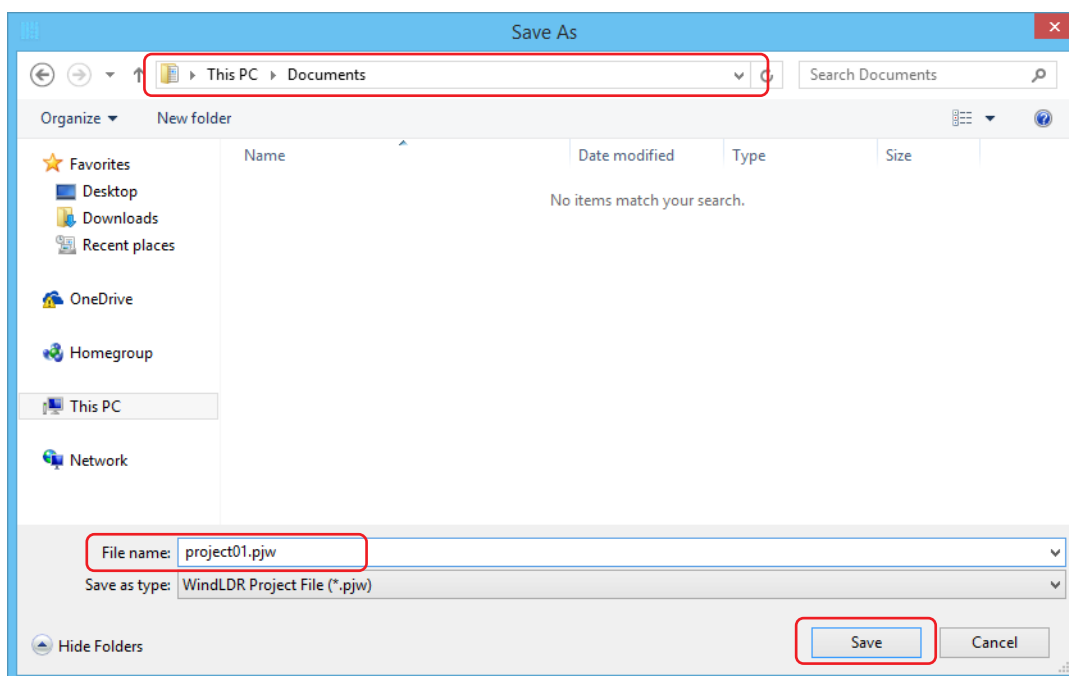 Save As
This PC Documents
Search Documents
Organize New folder
Name Date modified Type Size
No items match your search.
Favorites
Desktop
Downloads
Recent places
OneDrive
Homegroup
This PC
Network
File name: project01.pjw
Save as type: WindLDR Project File (*.pjw)
Hide Folders
Save Cancel